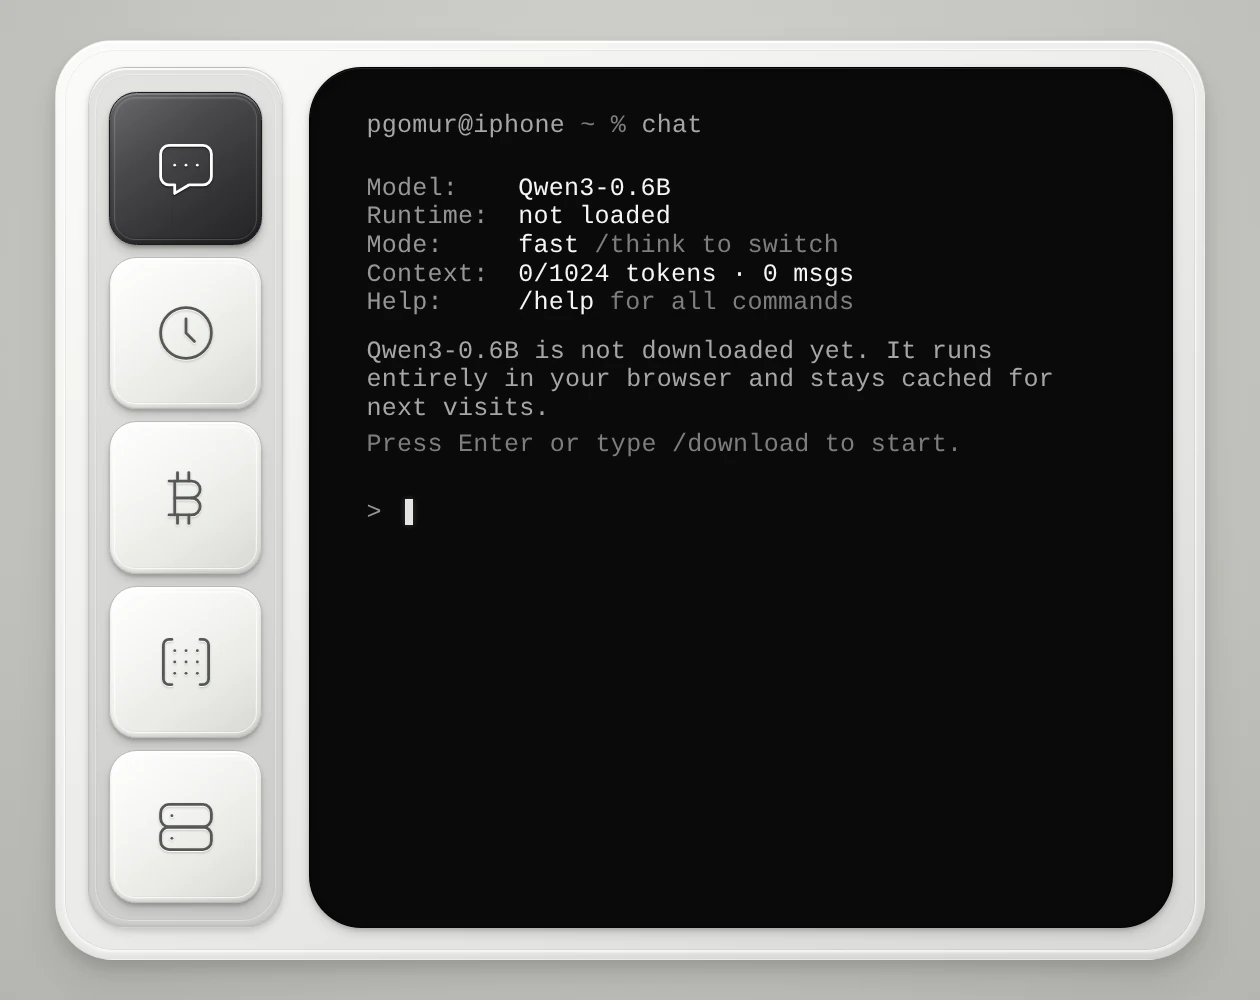 pgomur@iphone ~ % chat
Model: Qwen3-0.6B
Runtime: not loaded
Mode: fast /think to switch
Context: 0/1024 tokens · 0 msgs
Help: /help for all commands
Qwen3-0.6B is not downloaded yet. It runs
entirely in your browser and stays cached for
next visits.
Press Enter or type /download to start.
>